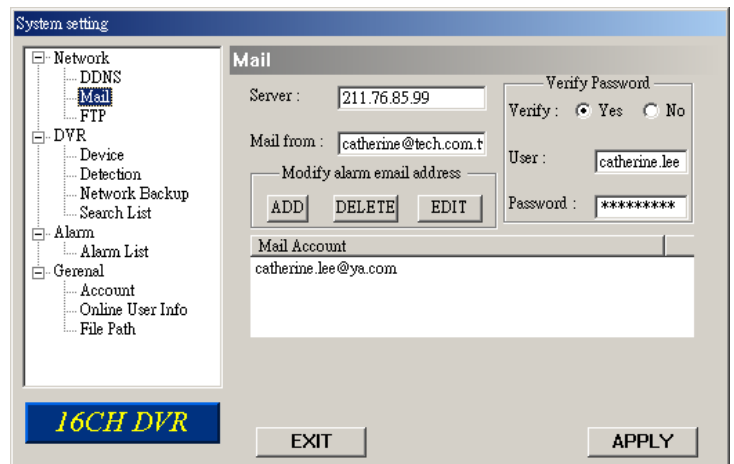 System setting
Network
DDNS
Mail
FTP
DVR
Device
Detection
Network Backup
Search List
Alarm
Alarm List
Gerenal
Account
Online User Info
File Path
16CH DVR
Mail
Server : 211.76.85.99
Mail from : catherine@tech.com.t
Modify alarm email address
ADD DELETE EDIT
Verify Password
Verify : Yes No
User : catherine.lee
Password : *********
Mail Account
catherine.lee@ya.com
EXIT APPLY